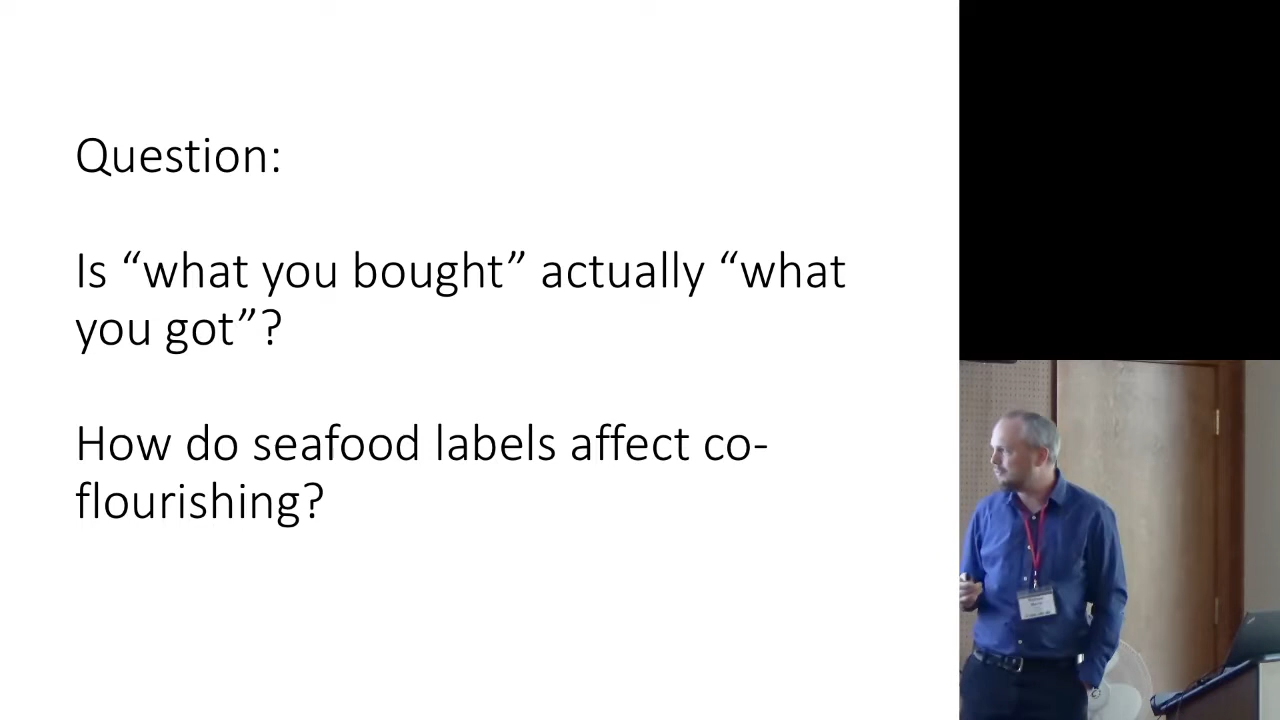 Question:
Is “what you bought” actually “what
you got”?
How do seafood labels affect co-
flourishing?